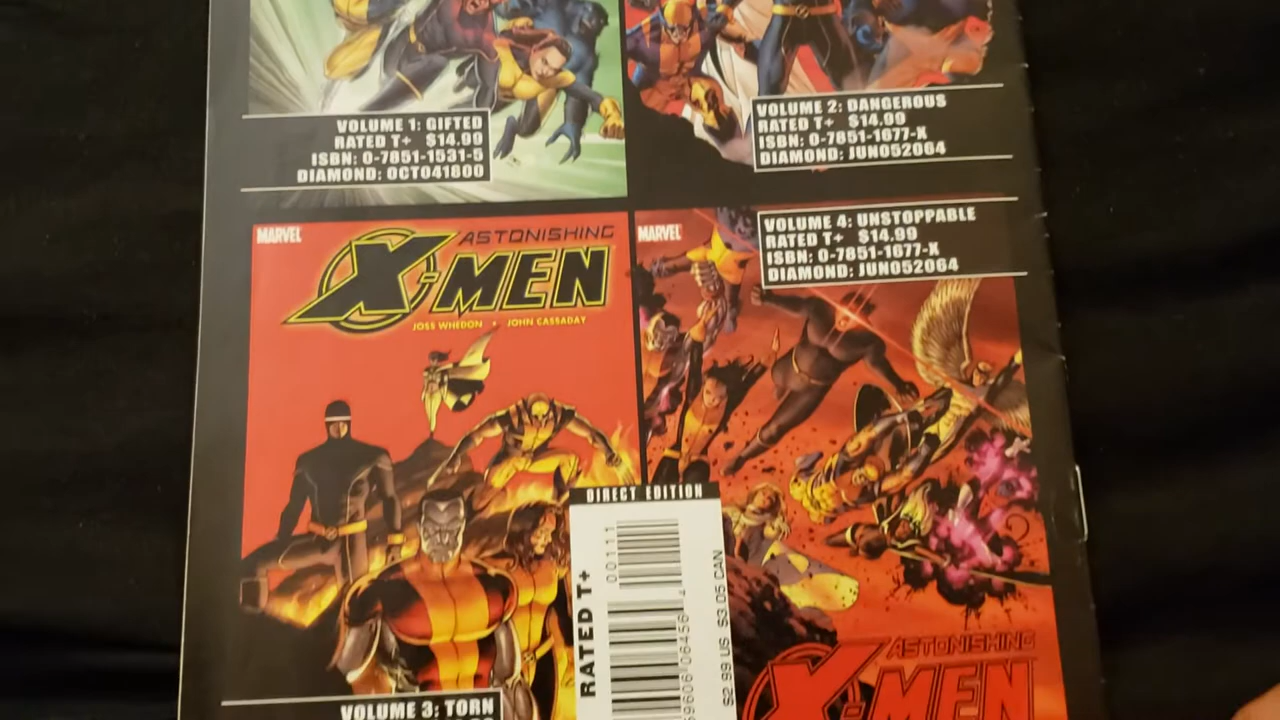 VOLUME 1: GIFTED
RATED T+ $14.99
ISBN: 0-7851-1531-5
DIAMOND: OCT041800
VOLUME 2: DANGEROUS
RATED T+ $14.99
ISBN: 0-7851-1677-X
DIAMOND: JUN052064
MARVEL
ASTONISHING
X-MEN
JOSS WHEDON • JOHN CASSADAY
MARVEL
VOLUME 4: UNSTOPPABLE
RATED T+ $14.99
ISBN: 0-7851-1677-X
DIAMOND: JUN052064
DIRECT EDITION
RATED T+
00111
$2.99 US $3.05 CAN
ASTONISHING
X-MEN
VOLUME 3: TORN